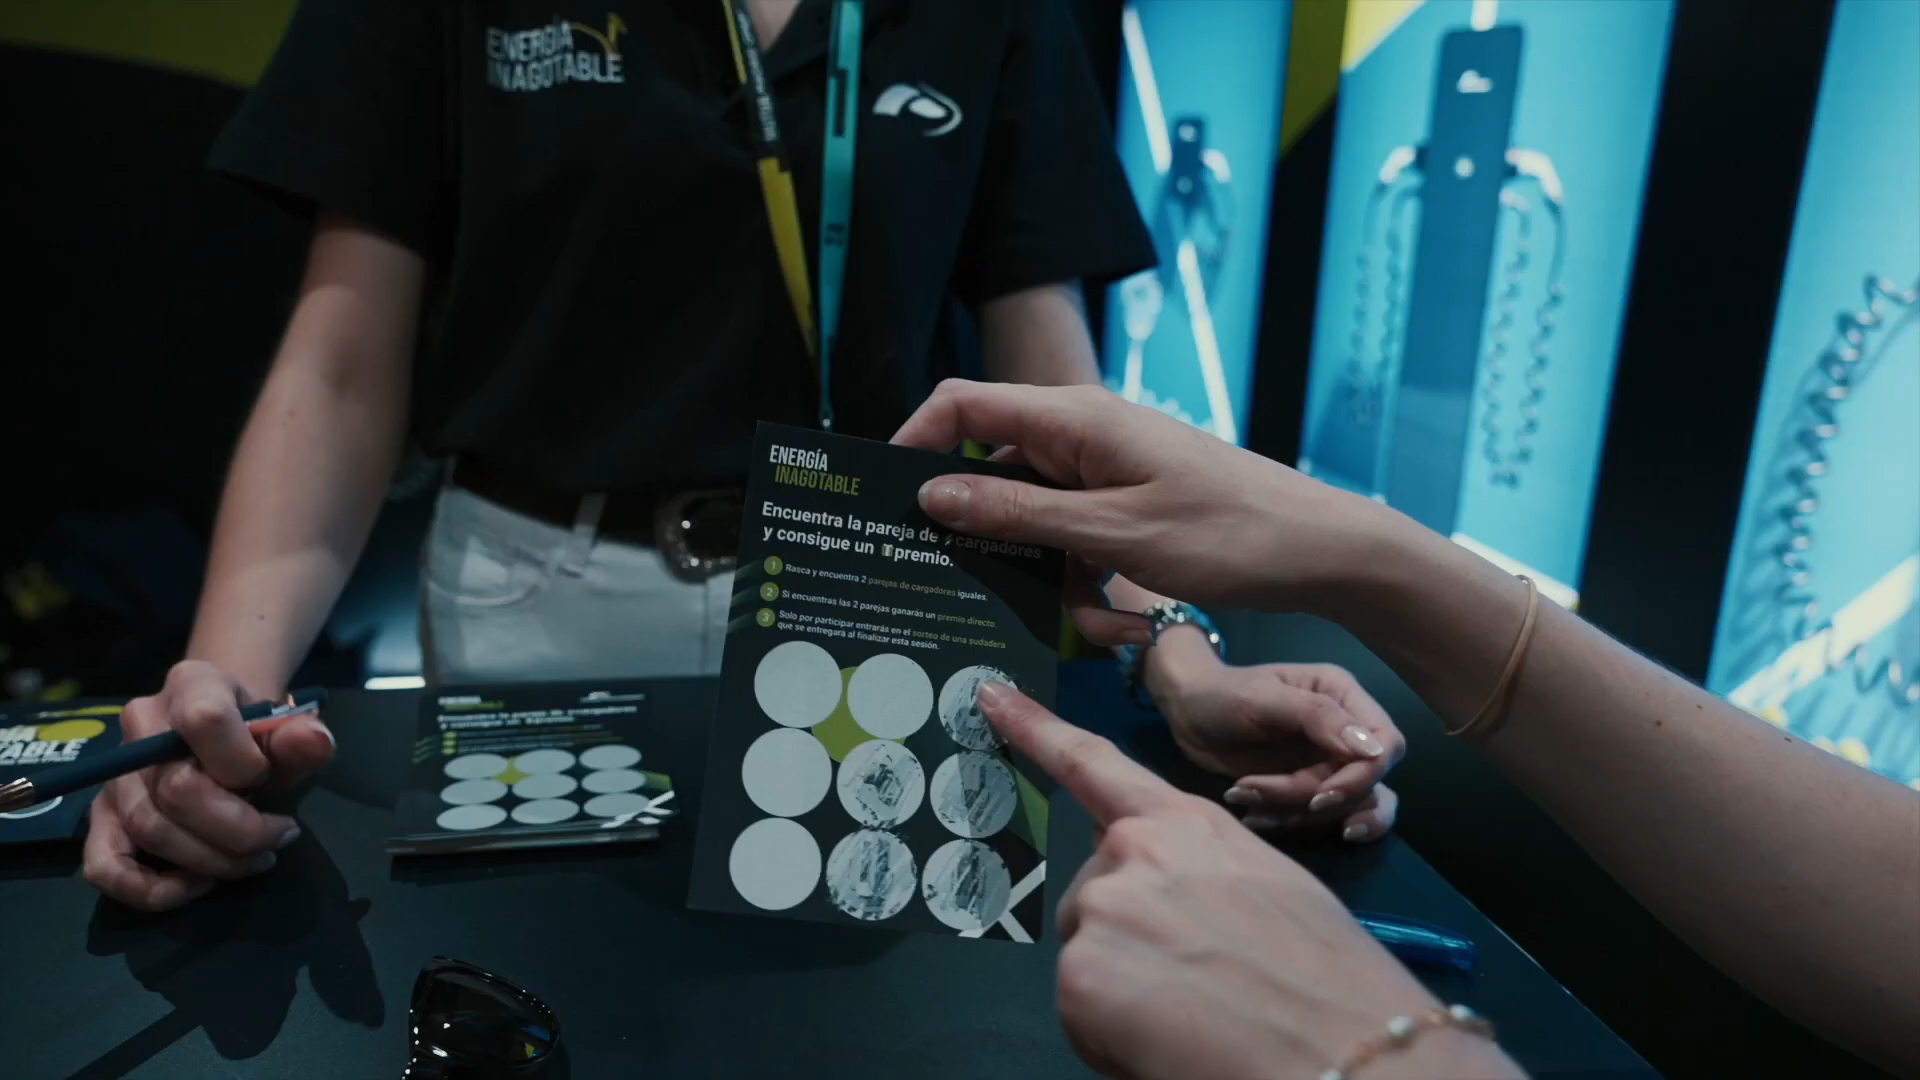 ENERGÍA
INAGOTABLE
ENERGÍA
INAGOTABLE
Encuentra la pareja de cargadores
y consigue un premio.
1 Rasca y encuentra 2 parejas de cargadores iguales.
2 Si encuentras las 2 parejas ganarás un premio directo.
3 Solo por participar entrarás en el sorteo de una sudadera
que se entregará al finalizar esta sesión.